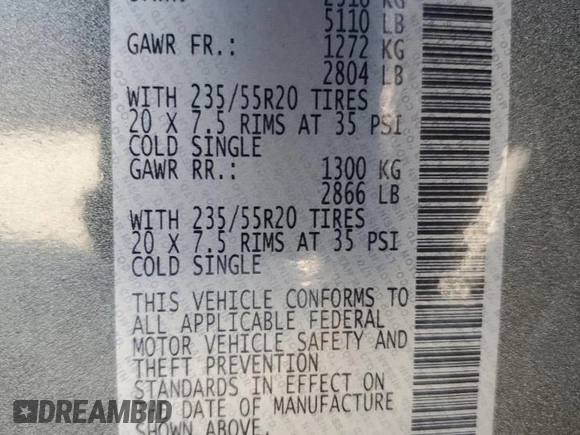 5110 LB
GAWR FR.: 1272 KG
2804 LB
WITH 235/55R20 TIRES
20 X 7.5 RIMS AT 35 PSI
COLD SINGLE
GAWR RR.: 1300 KG
2866 LB
WITH 235/55R20 TIRES
20 X 7.5 RIMS AT 35 PSI
COLD SINGLE
THIS VEHICLE CONFORMS TO
ALL APPLICABLE FEDERAL
MOTOR VEHICLE SAFETY AND
THEFT PREVENTION
STANDARDS IN EFFECT ON
DATE OF MANUFACTURE
SHOWN ABOVE.
DREAMBID